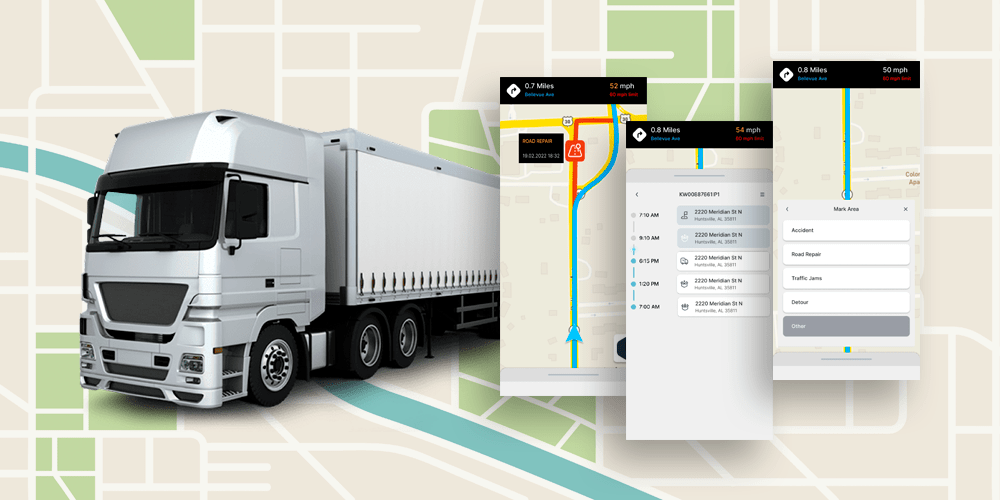 0.7 Miles
Bellevue Ave
52 mph
60 mph limit
38
38
ROAD REPAIR
19.02.2022 18:32
0.8 Miles
Bellevue Ave
54 mph
60 mph limit
KW00687661P1
7:10 AM
2220 Meridian St N
Huntsville, AL 35811
9:10 AM
2220 Meridian St N
Huntsville, AL 35811
6:15 PM
2220 Meridian St N
Huntsville, AL 35811
1:20 PM
2220 Meridian St N
Huntsville, AL 35811
7:00 AM
2220 Meridian St N
Huntsville, AL 35811
0.8 Miles
Bellevue Ave
50 mph
60 mph limit
Colon
Apa
Mark Area
Accident
Road Repair
Traffic Jams
Detour
Other